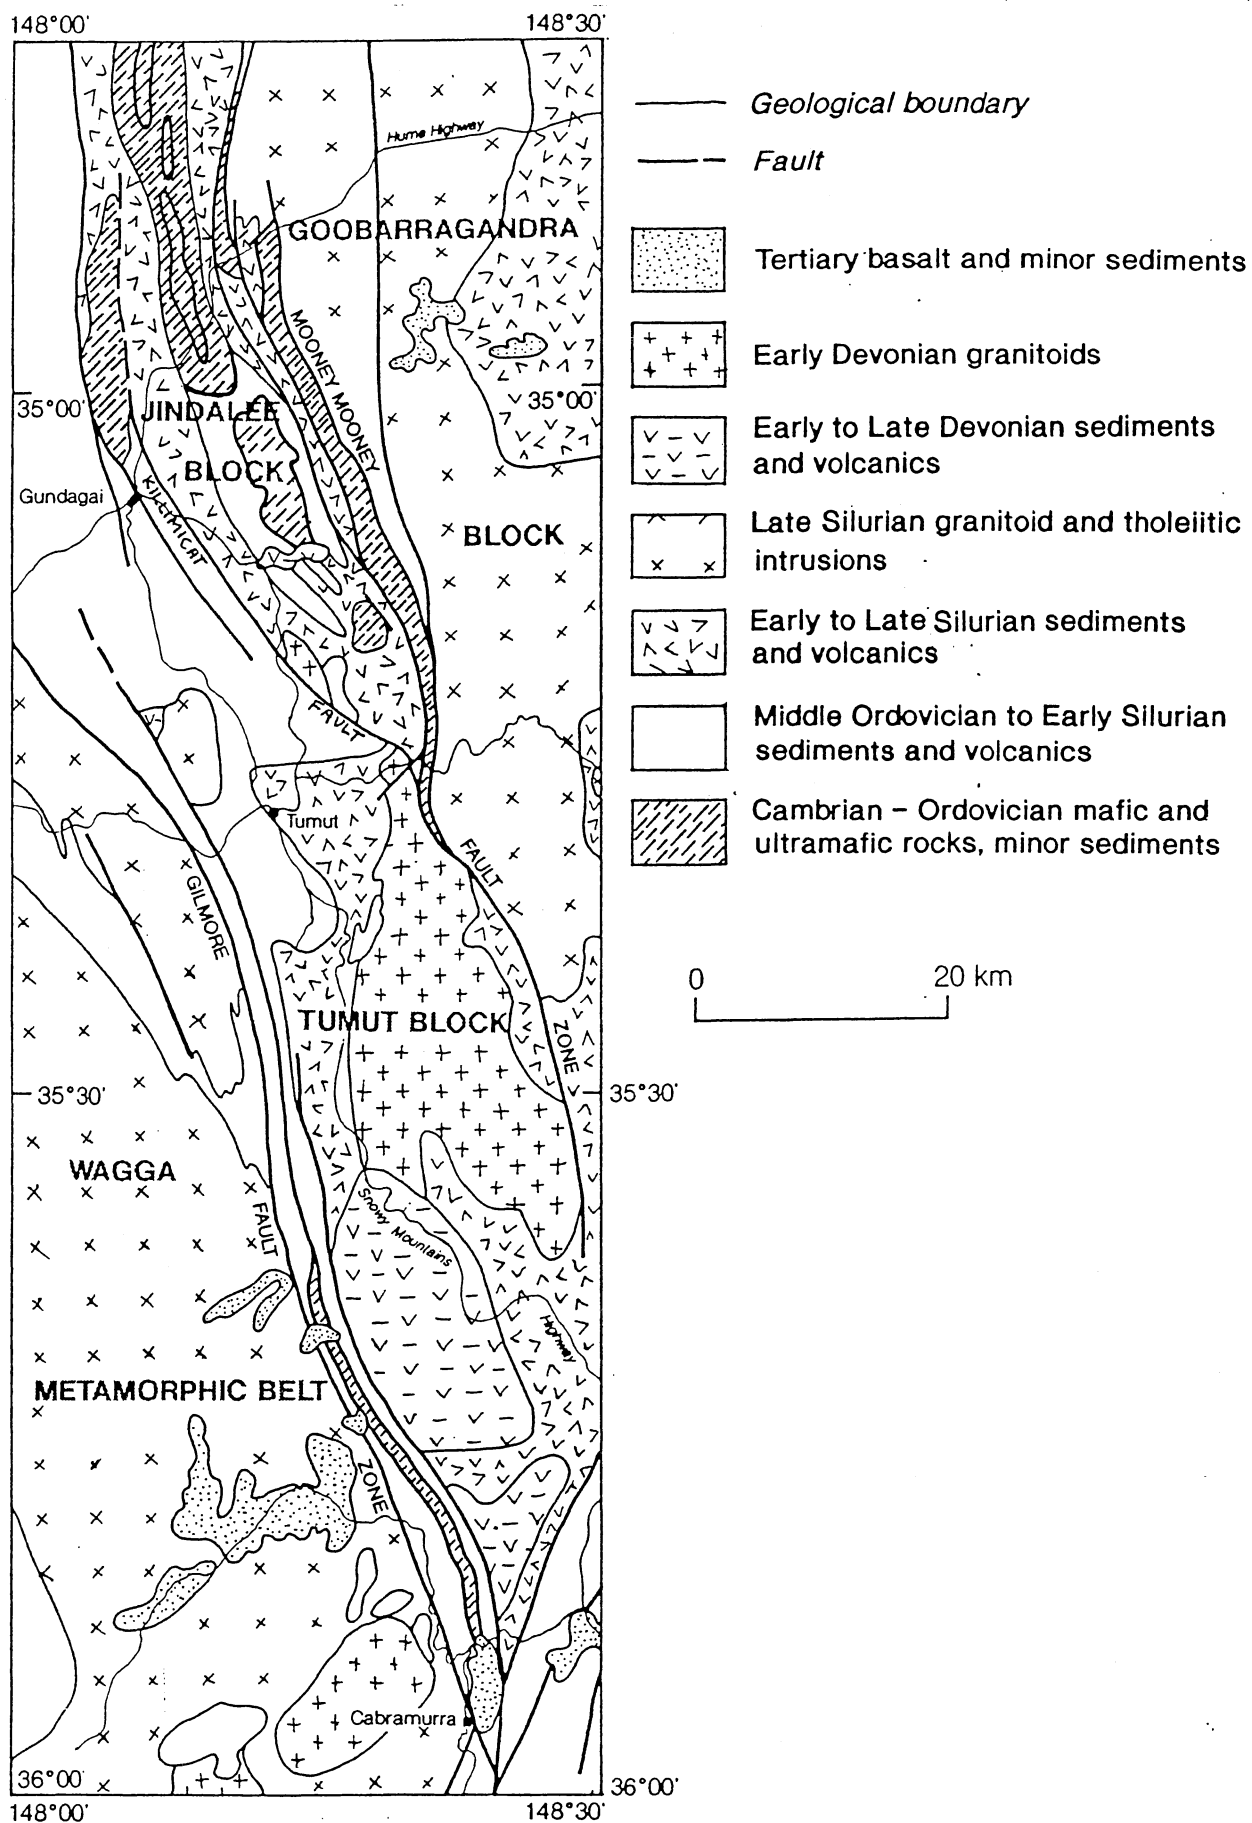 148°00'
148°30'
Geological boundary
Hume Highway
Fault
GOOBARRAGANDRA
Tertiary basalt and minor sediments
MOONEY MOONEY
Early Devonian granitoids
35°00'
35°00'
JINDALEE
BLOCK
Early to Late Devonian sediments
and volcanics
Gundagai
KILLIMICAT
Late Silurian granitoid and tholeiitic
intrusions
BLOCK
Early to Late Silurian sediments
and volcanics
FAULT
Middle Ordovician to Early Silurian
sediments and volcanics
Tumut
Cambrian – Ordovician mafic and
ultramafic rocks, minor sediments
FAULT
GILMORE
0
20 km
TUMUT BLOCK
ZONE
35°30'
35°30'
WAGGA
FAULT
Snowy Mountains
Highway
METAMORPHIC BELT
ZONE
Cabramurra
36°00'
36°00'
148°00'
148°30'